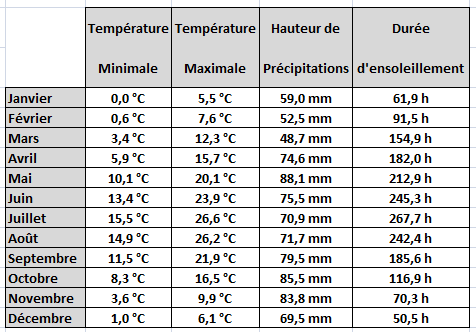 Température Température Hauteur de Durée
Minimale Maximale Précipitations d'ensoleillement
Janvier 0,0 °C 5,5 °C 59,0 mm 61,9 h
Février 0,6 °C 7,6 °C 52,5 mm 91,5 h
Mars 3,4 °C 12,3 °C 48,7 mm 154,9 h
Avril 5,9 °C 15,7 °C 74,6 mm 182,0 h
Mai 10,1 °C 20,1 °C 88,1 mm 212,9 h
Juin 13,4 °C 23,9 °C 75,5 mm 245,3 h
Juillet 15,5 °C 26,6 °C 70,9 mm 267,7 h
Août 14,9 °C 26,2 °C 71,7 mm 242,4 h
Septembre 11,5 °C 21,9 °C 79,5 mm 185,6 h
Octobre 8,3 °C 16,5 °C 85,5 mm 116,9 h
Novembre 3,6 °C 9,9 °C 83,8 mm 70,3 h
Décembre 1,0 °C 6,1 °C 69,5 mm 50,5 h